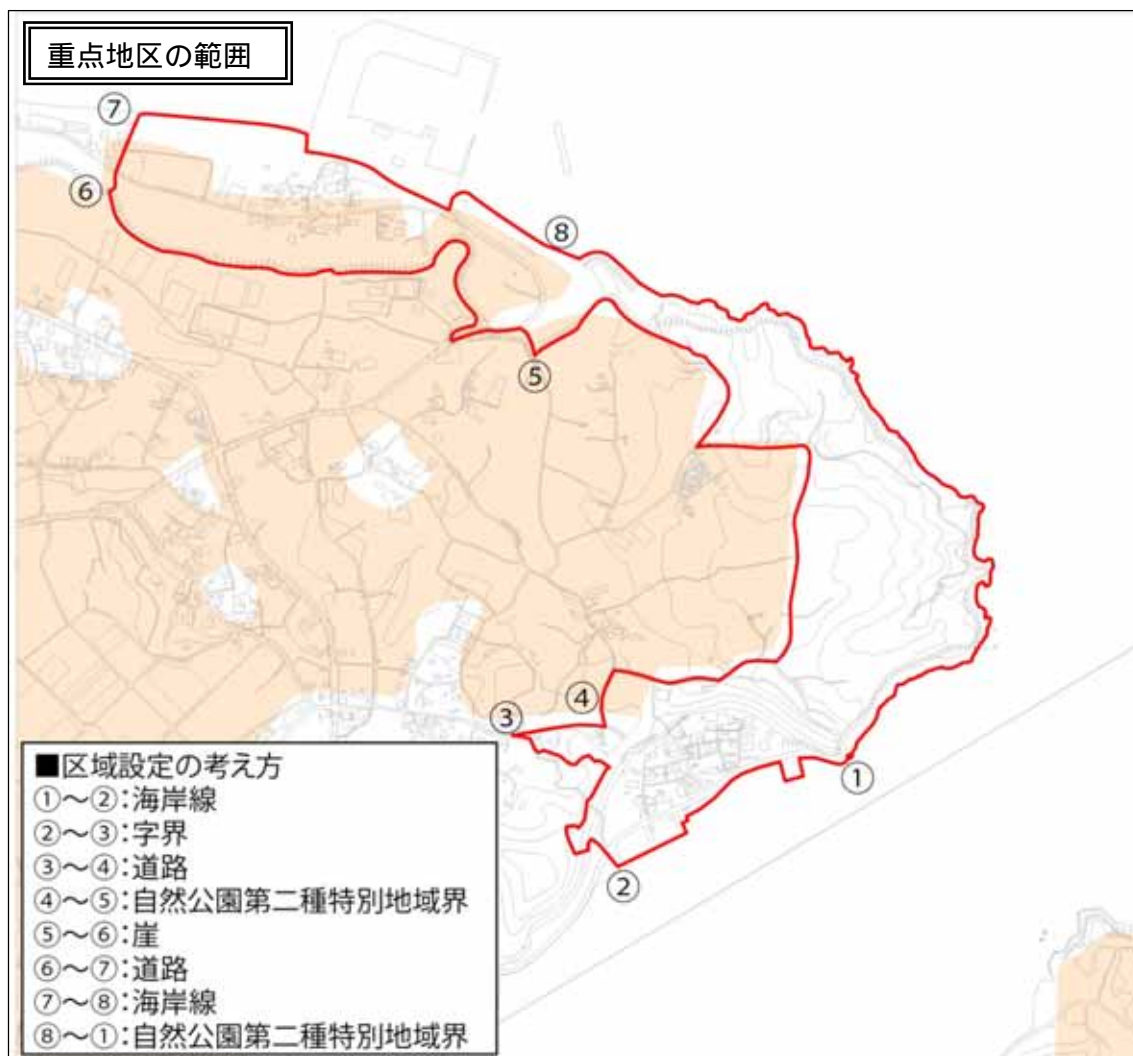 重点地区の範囲
⑦
⑥
⑧
⑤
④
③
①
②
■区域設定の考え方
①～②：海岸線
②～③：字界
③～④：道路
④～⑤：自然公園第二種特別地域界
⑤～⑥：崖
⑥～⑦：道路
⑦～⑧：海岸線
⑧～①：自然公園第二種特別地域界